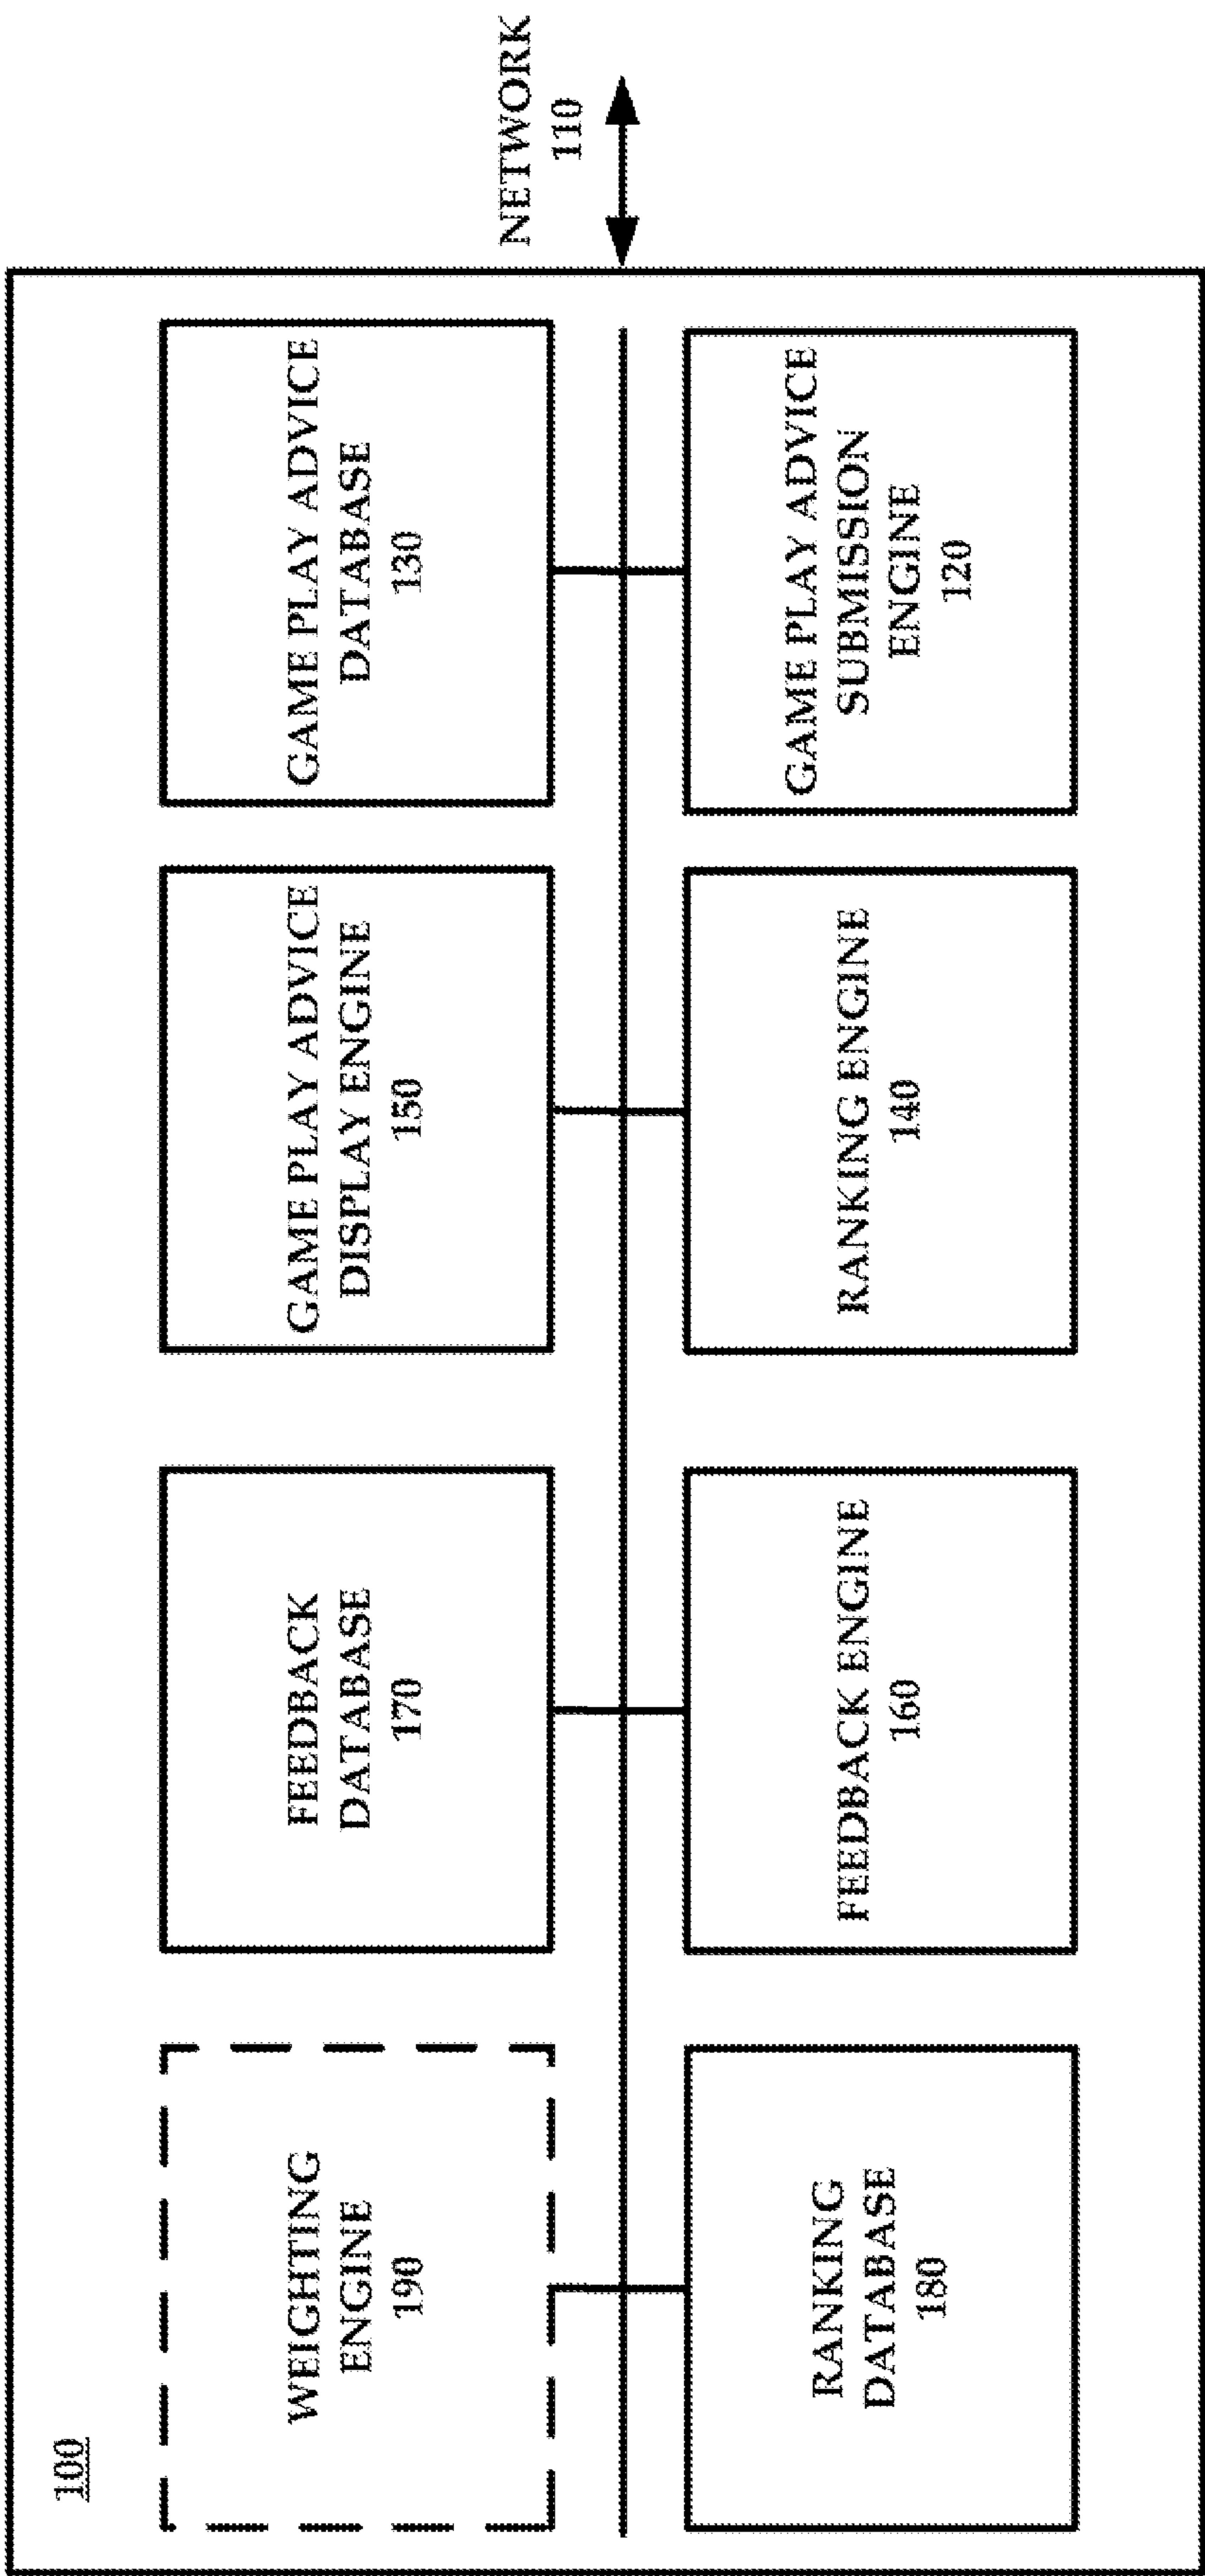 100
WEIGHTING
ENGINE
190
FEEDBACK
DATABASE
170
GAME PLAY ADVICE
DISPLAY ENGINE
150
GAME PLAY ADVICE
DATABASE
130
NETWORK
110
RANKING
DATABASE
180
FEEDBACK ENGINE
160
RANKING ENGINE
140
GAME PLAY ADVICE
SUBMISSION
ENGINE
120